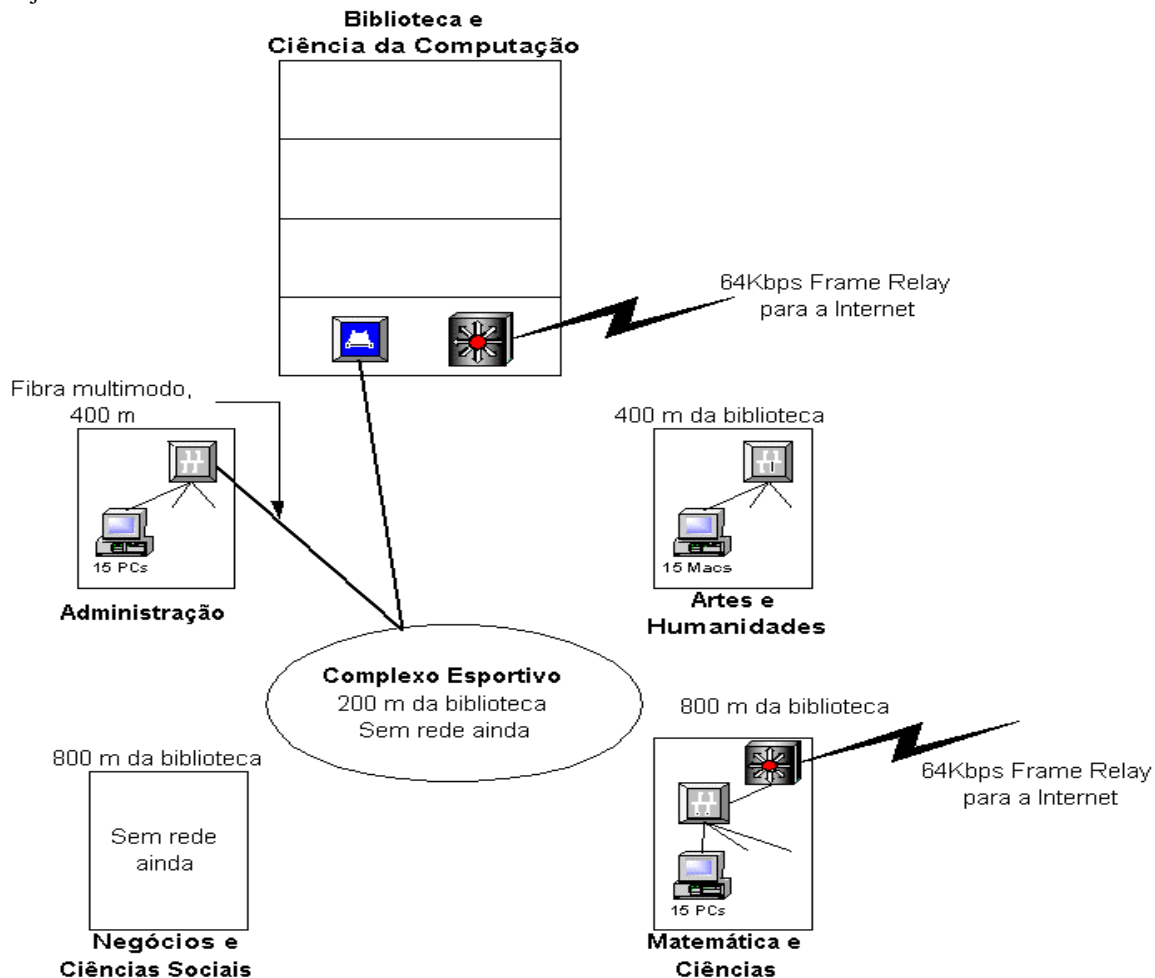 Biblioteca e
Ciência da Computação
64Kbps Frame Relay
para a Internet
Fibra multimodo,
400 m
15 PCs
Administração
400 m da biblioteca
15 Macs
Artes e
Humanidades
Complexo Esportivo
200 m da biblioteca
Sem rede ainda
800 m da biblioteca
Sem rede
ainda
Negócios e
Ciências Sociais
800 m da biblioteca
64Kbps Frame Relay
para a Internet
15 PCs
Matemática e
Ciências